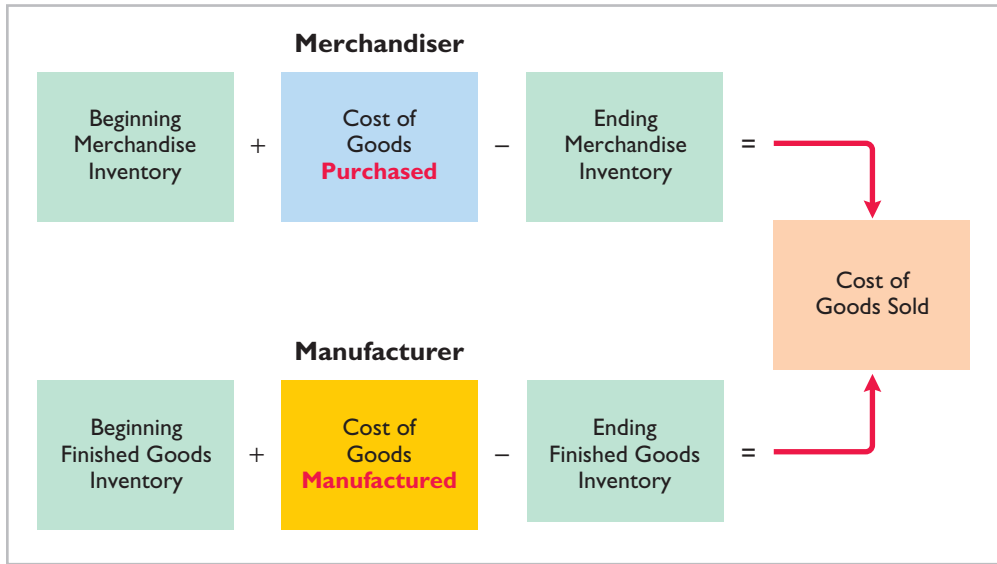 Merchandiser
Beginning
Merchandise
Inventory
+
Cost of
Goods
Purchased
–
Ending
Merchandise
Inventory
=
Cost of
Goods Sold
Manufacturer
Beginning
Finished Goods
Inventory
+
Cost of
Goods
Manufactured
–
Ending
Finished Goods
Inventory
=